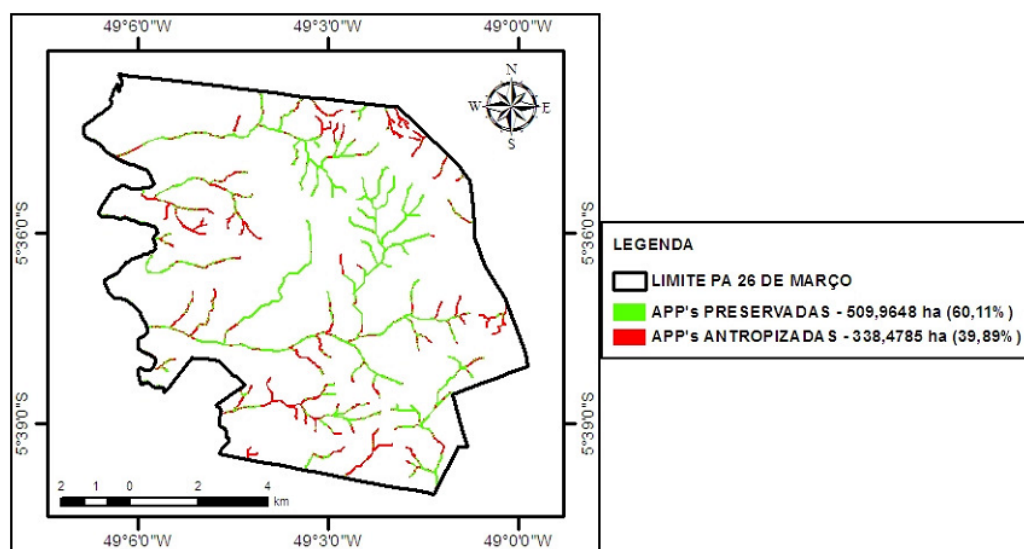 49°6'0"W 49°3'0"W 49°0'0"W
N
W E
S
5°36'0"S 5°36'0"S
5°39'0"S 5°39'0"S
2 1 0 2 4
km
49°6'0"W 49°3'0"W 49°0'0"W
LEGENDA
LIMITE PA 26 DE MARÇO
APP's PRESERVADAS - 509,9648 ha (60,11%)
APP's ANTROPIZADAS - 338,4785 ha (39,89%)